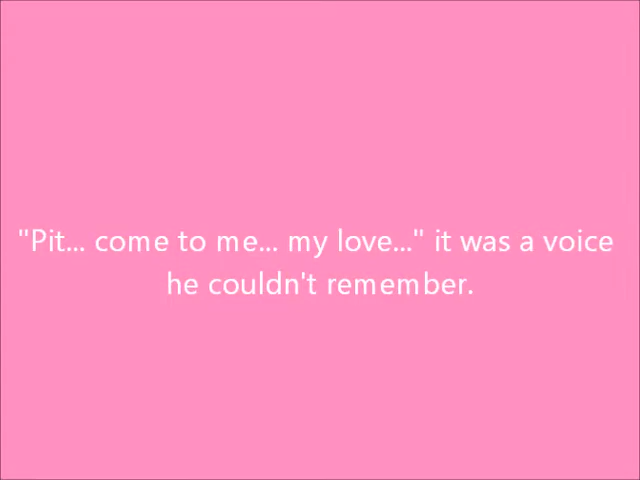 "Pit... come to me... my love..." it was a voice
he couldn't remember.